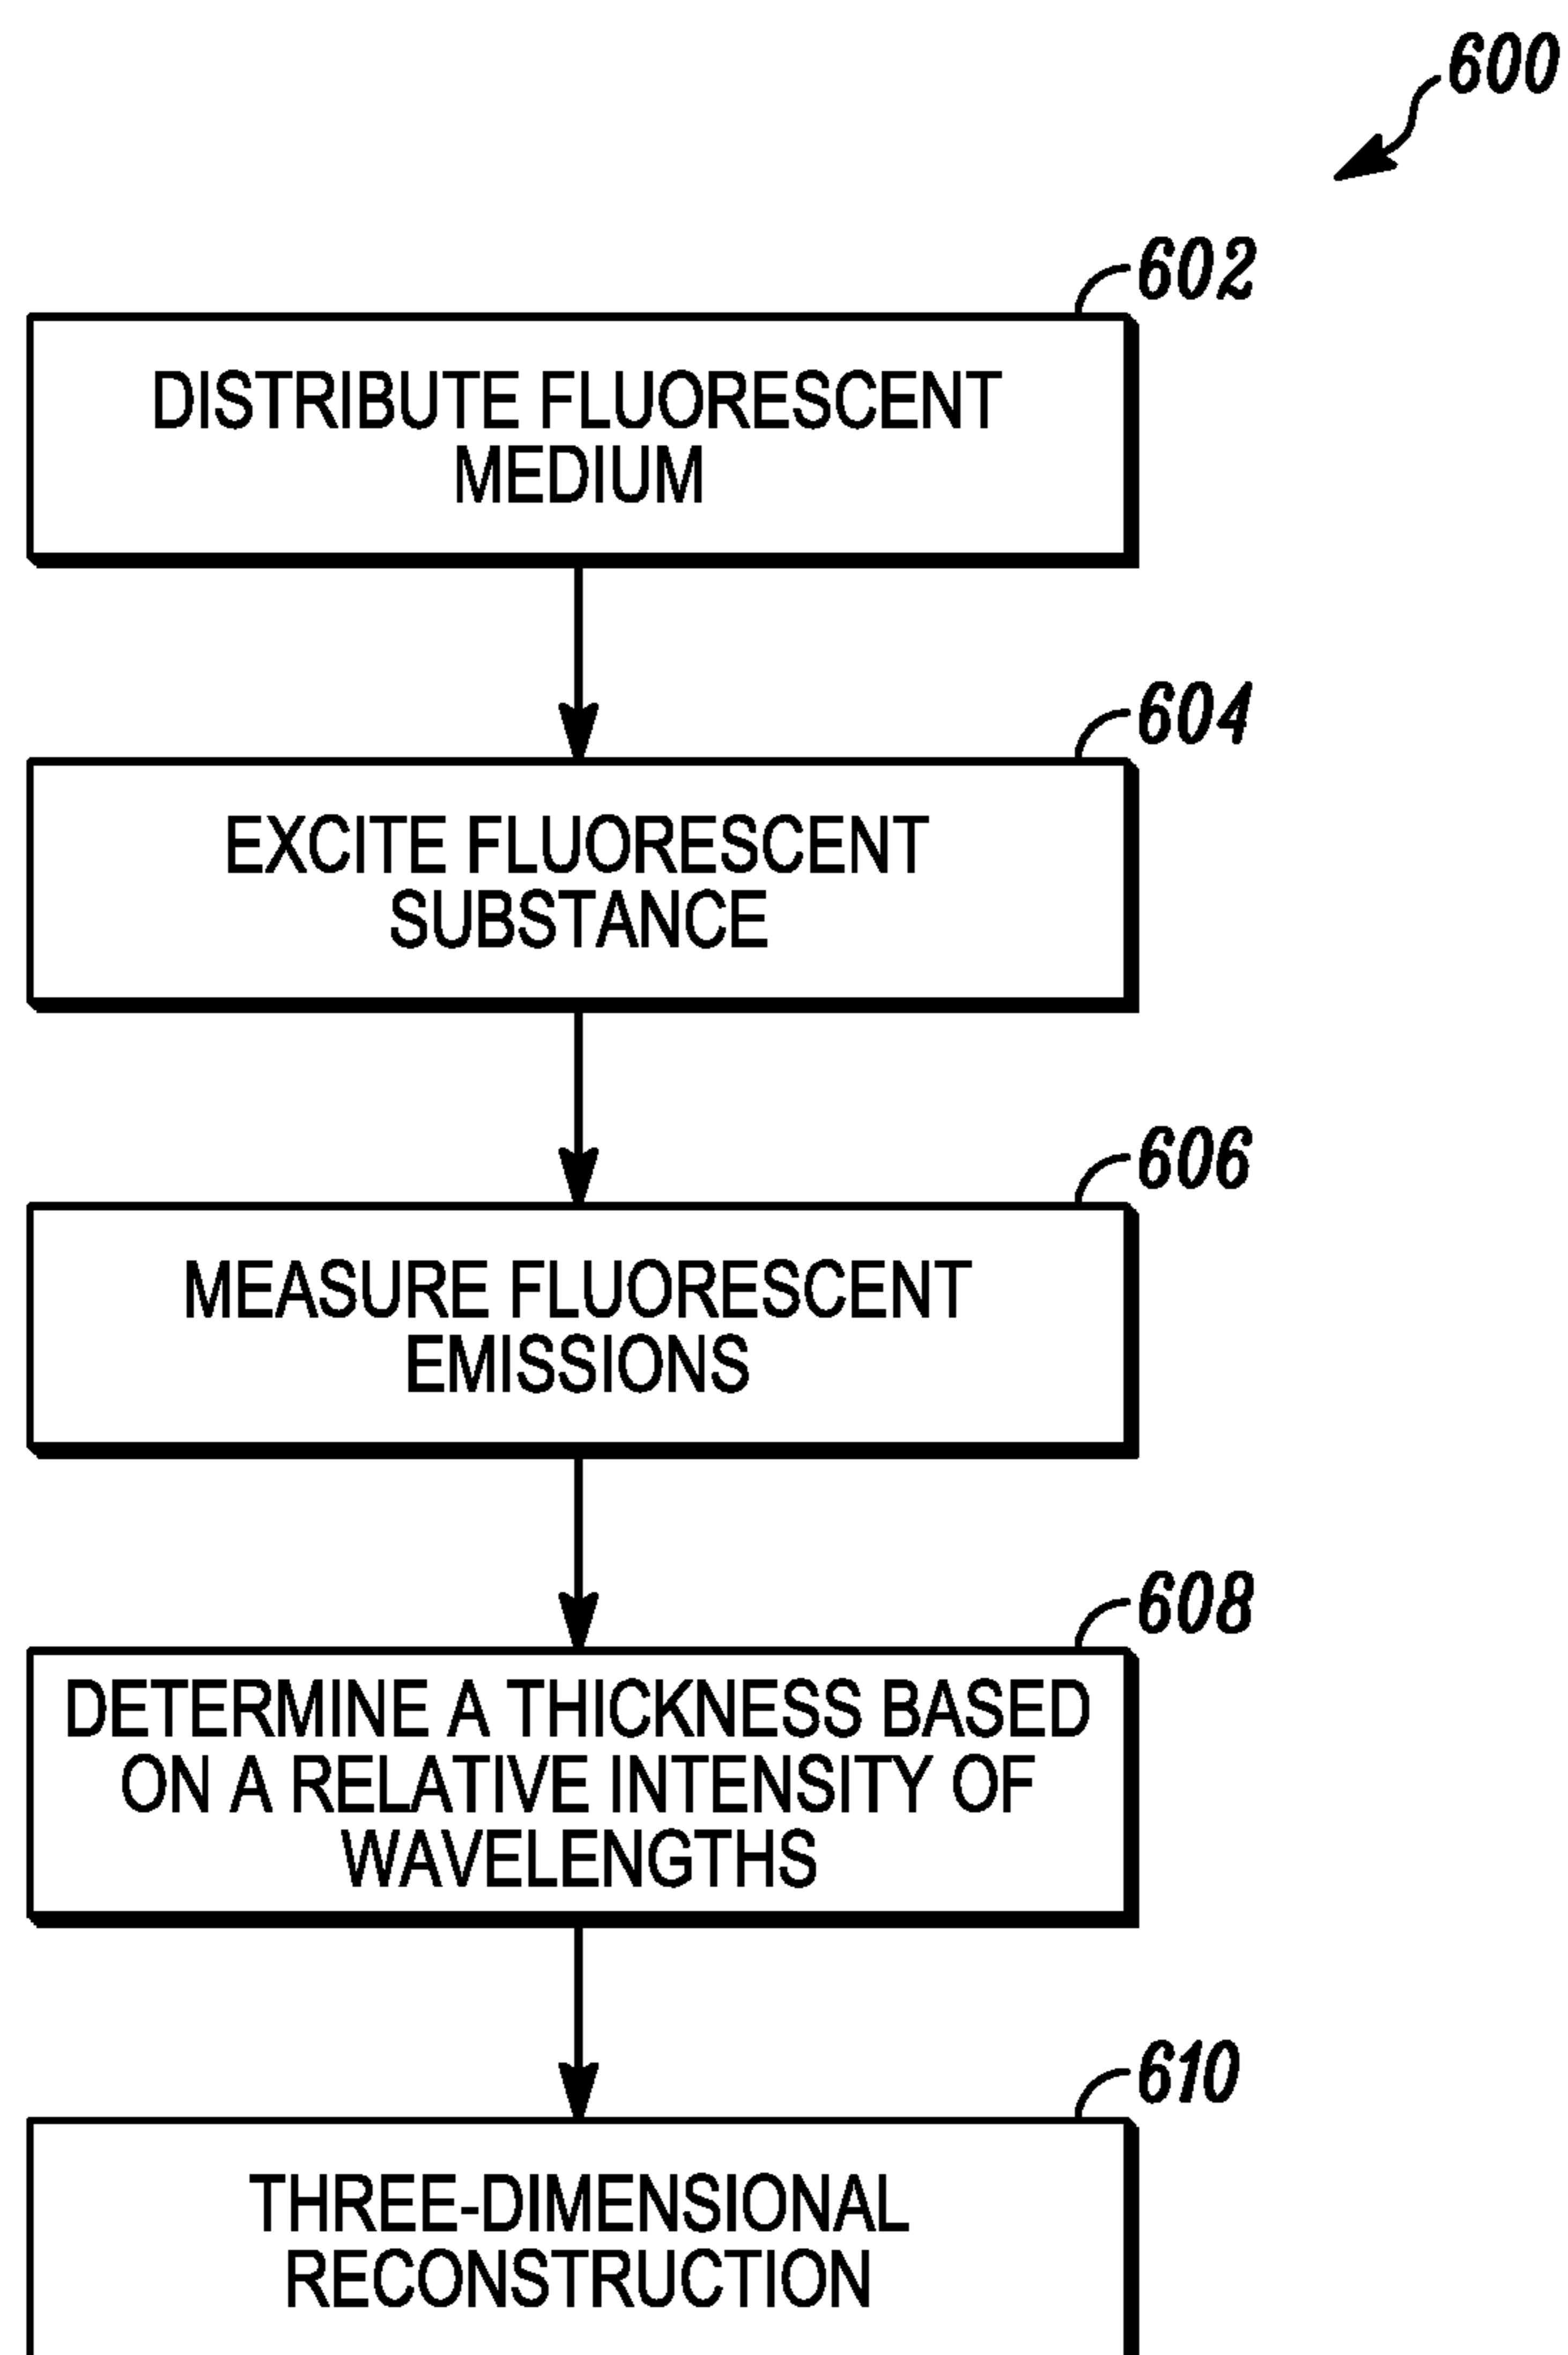 600
602
DISTRIBUTE FLUORESCENT
MEDIUM
604
EXCITE FLUORESCENT
SUBSTANCE
606
MEASURE FLUORESCENT
EMISSIONS
608
DETERMINE A THICKNESS BASED
ON A RELATIVE INTENSITY OF
WAVELENGTHS
610
THREE-DIMENSIONAL
RECONSTRUCTION